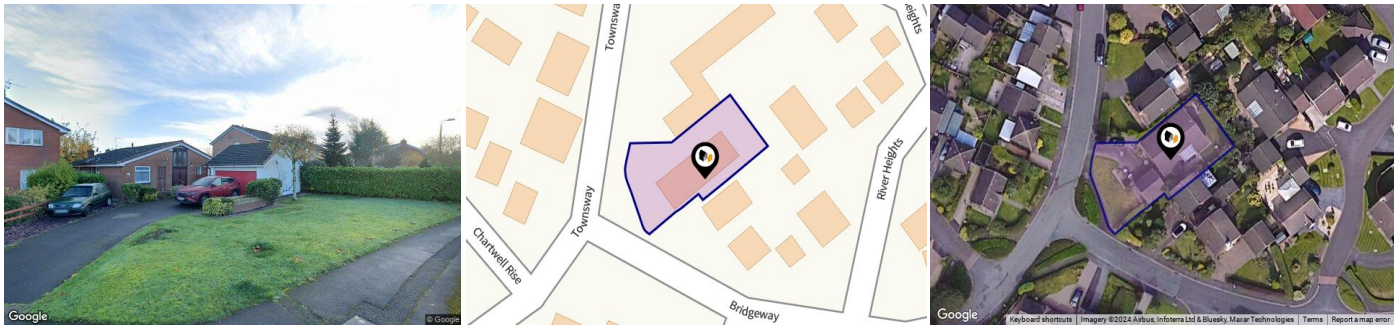 Google
© Google
Townsway
Heights
Townsway
River Heights
Chartwell Rise
Bridgeway
Google
Keyboard shortcuts
Imagery ©2024 Airbus, Infoterra Ltd & Bluesky, Maxar Technologies
Terms
Report a map error